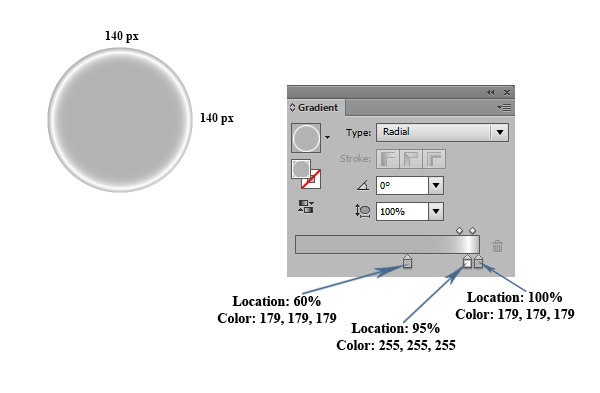 140 px
140 px
Gradient
Type: Radial
Stroke:
0°
100%
Location: 60%
Color: 179, 179, 179
Location: 95%
Color: 255, 255, 255
Location: 100%
Color: 179, 179, 179